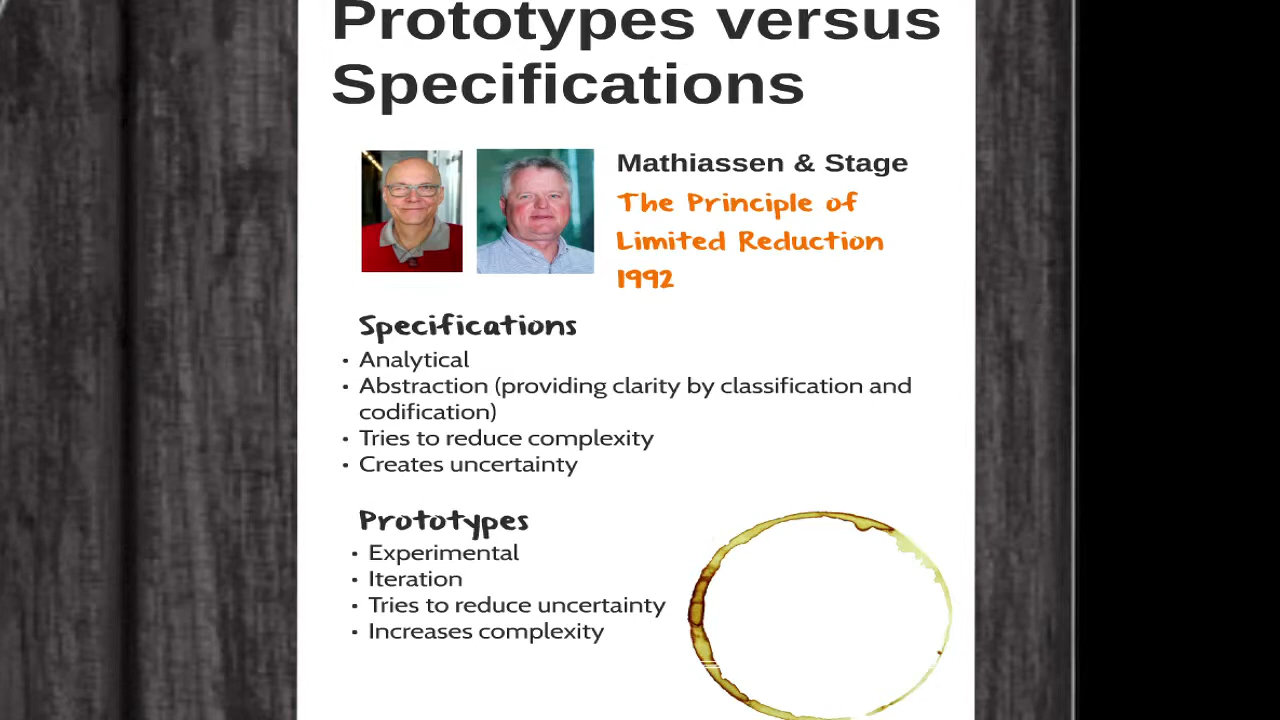 Prototypes versus
Specifications
Mathiassen & Stage
The Principle of
Limited Reduction
1992
Specifications
• Analytical
• Abstraction (providing clarity by classification and
codification)
• Tries to reduce complexity
• Creates uncertainty
Prototypes
• Experimental
• Iteration
• Tries to reduce uncertainty
• Increases complexity